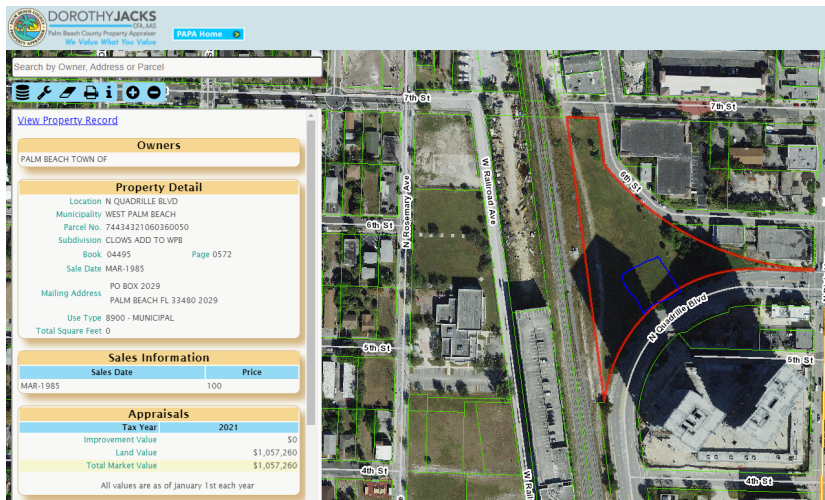 DOROTHYJACKS
CFA, AAS
Palm Beach County Property Appraiser
We Value What You Value
PAPA Home
Search by Owner, Address or Parcel
View Property Record
Owners
PALM BEACH TOWN OF
Property Detail
Location N QUADRILLE BLVD
Municipality WEST PALM BEACH
Parcel No. 74434321060360050
Subdivision CLOWS ADD TO WPB
Book 04495 Page 0572
Sale Date MAR-1985
Mailing Address PO BOX 2029
PALM BEACH FL 33480 2029
Use Type 8900 - MUNICIPAL
Total Square Feet 0
Sales Information
Sales Date Price
MAR-1985 100
Appraisals
Tax Year 2021
Improvement Value $0
Land Value $1,057,260
Total Market Value $1,057,260
All values are as of January 1st each year
7th St
7th St
6th St
N Rosemary Ave
W Railroad Ave
6th St
N Quadrille Blvd
5th St
5th St
4th St
W Rail
4th St